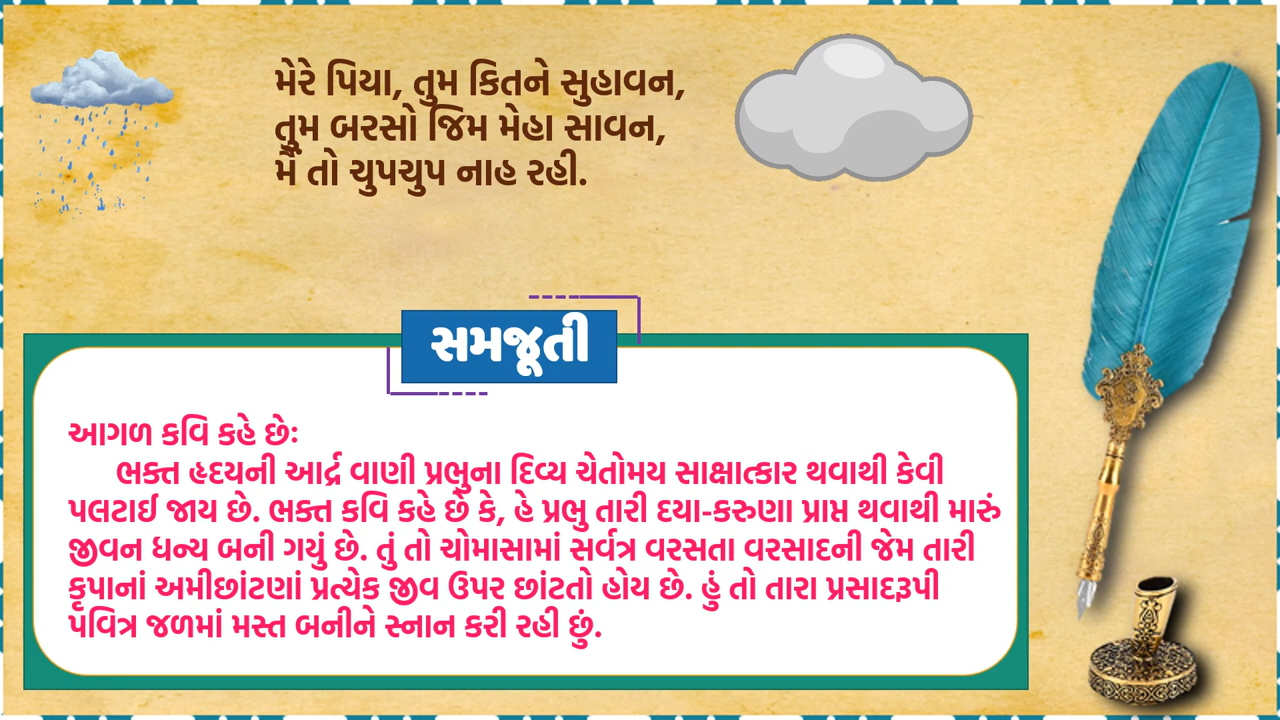 મેરે પિયા, તુમ કિતને સુહાવન,
તુમ બરસો જિમ મેહા સાવન,
મૈં તો ચુપચુપ નાહ રહી.
સમજૂતી
આગળ કવિ કહે છેઃ
ભક્ત હૃદયની આર્દ્ર વાણી પ્રભુના દિવ્ય ચેતોમય સાક્ષાત્કાર થવાથી કેવી
પલટાઈ જાય છે. ભક્ત કવિ કહે છે કે, હે પ્રભુ તારી દયા-કરુણા પ્રાપ્ત થવાથી મારું
જીવન ધન્ય બની ગયું છે. તું તો ચોમાસામાં સર્વત્ર વરસતા વરસાદની જેમ તારી
કૃપાનાં અમીછાંટણાં પ્રત્યેક જીવ ઉપર છાંટતો હોય છે. હું તો તારા પ્રસાદરૂપી
પવિત્ર જળમાં મસ્ત બનીને સ્નાન કરી રહી છું.